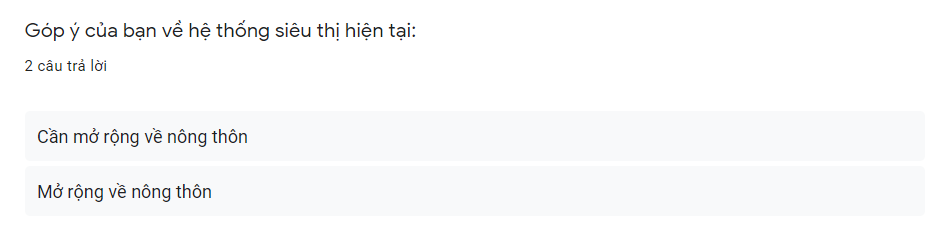 Góp ý của bạn về hệ thống siêu thị hiện tại:
2 câu trả lời
Cần mở rộng về nông thôn
Mở rộng về nông thôn